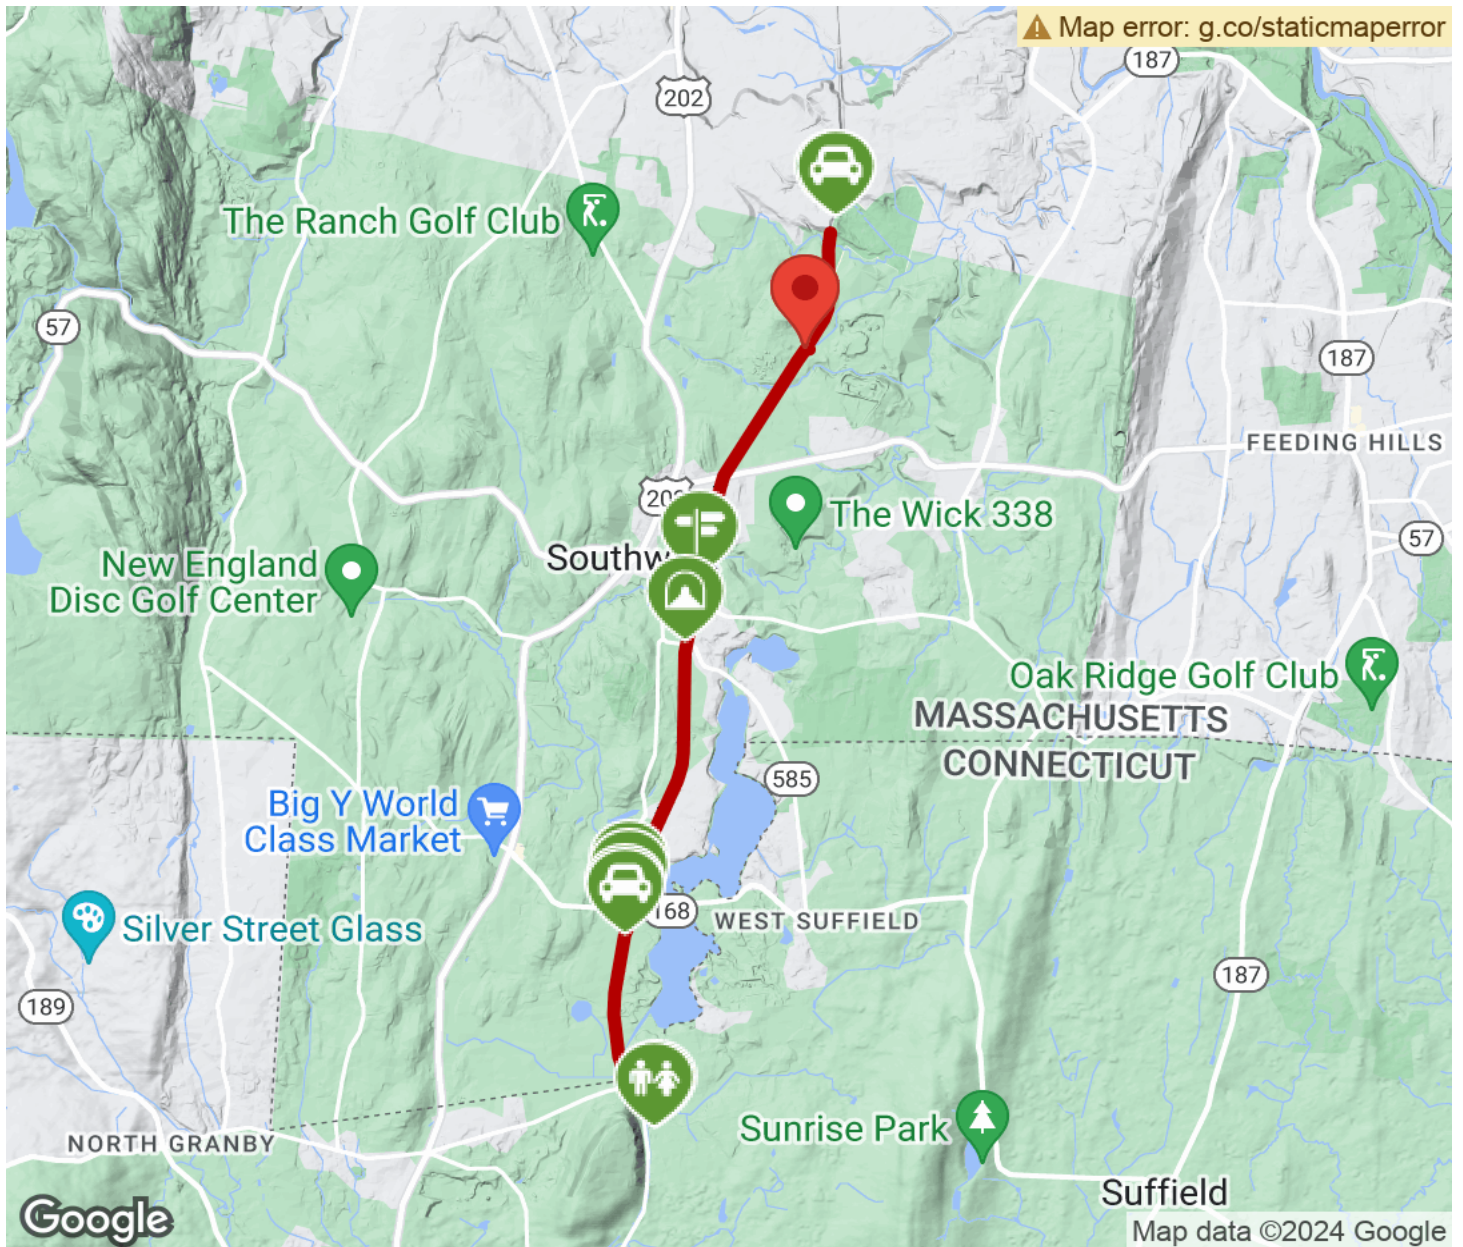 Map error: g.co/staticmaperror
187
202
The Ranch Golf Club
57
187
FEEDING HILLS
202
The Wick 338
57
Southw
New England
Disc Golf Center
Oak Ridge Golf Club
MASSACHUSETTS
CONNECTICUT
585
Big Y World
Class Market
168
WEST SUFFIELD
Silver Street Glass
187
189
Sunrise Park
NORTH GRANBY
Suffield
Google
Map data ©2024 Google